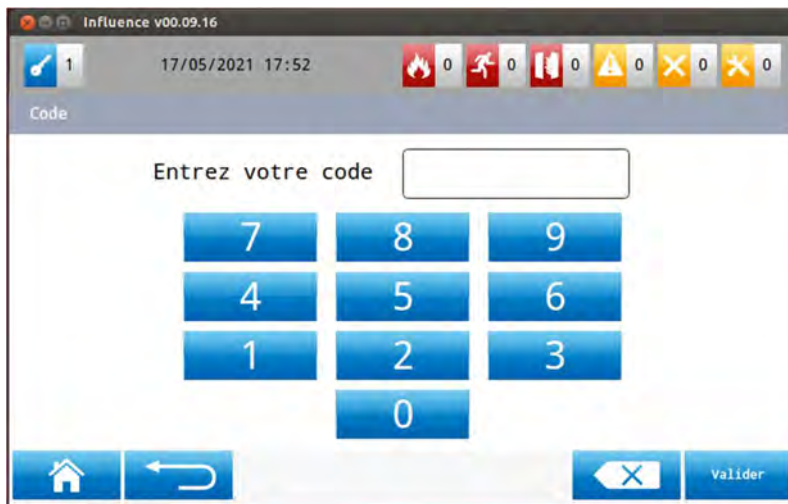 Influence v00.09.16
1 17/05/2021 17:52 0 0 0 0 0 0
Code
Entrez votre code
7 8 9
4 5 6
1 2 3
0
Valider